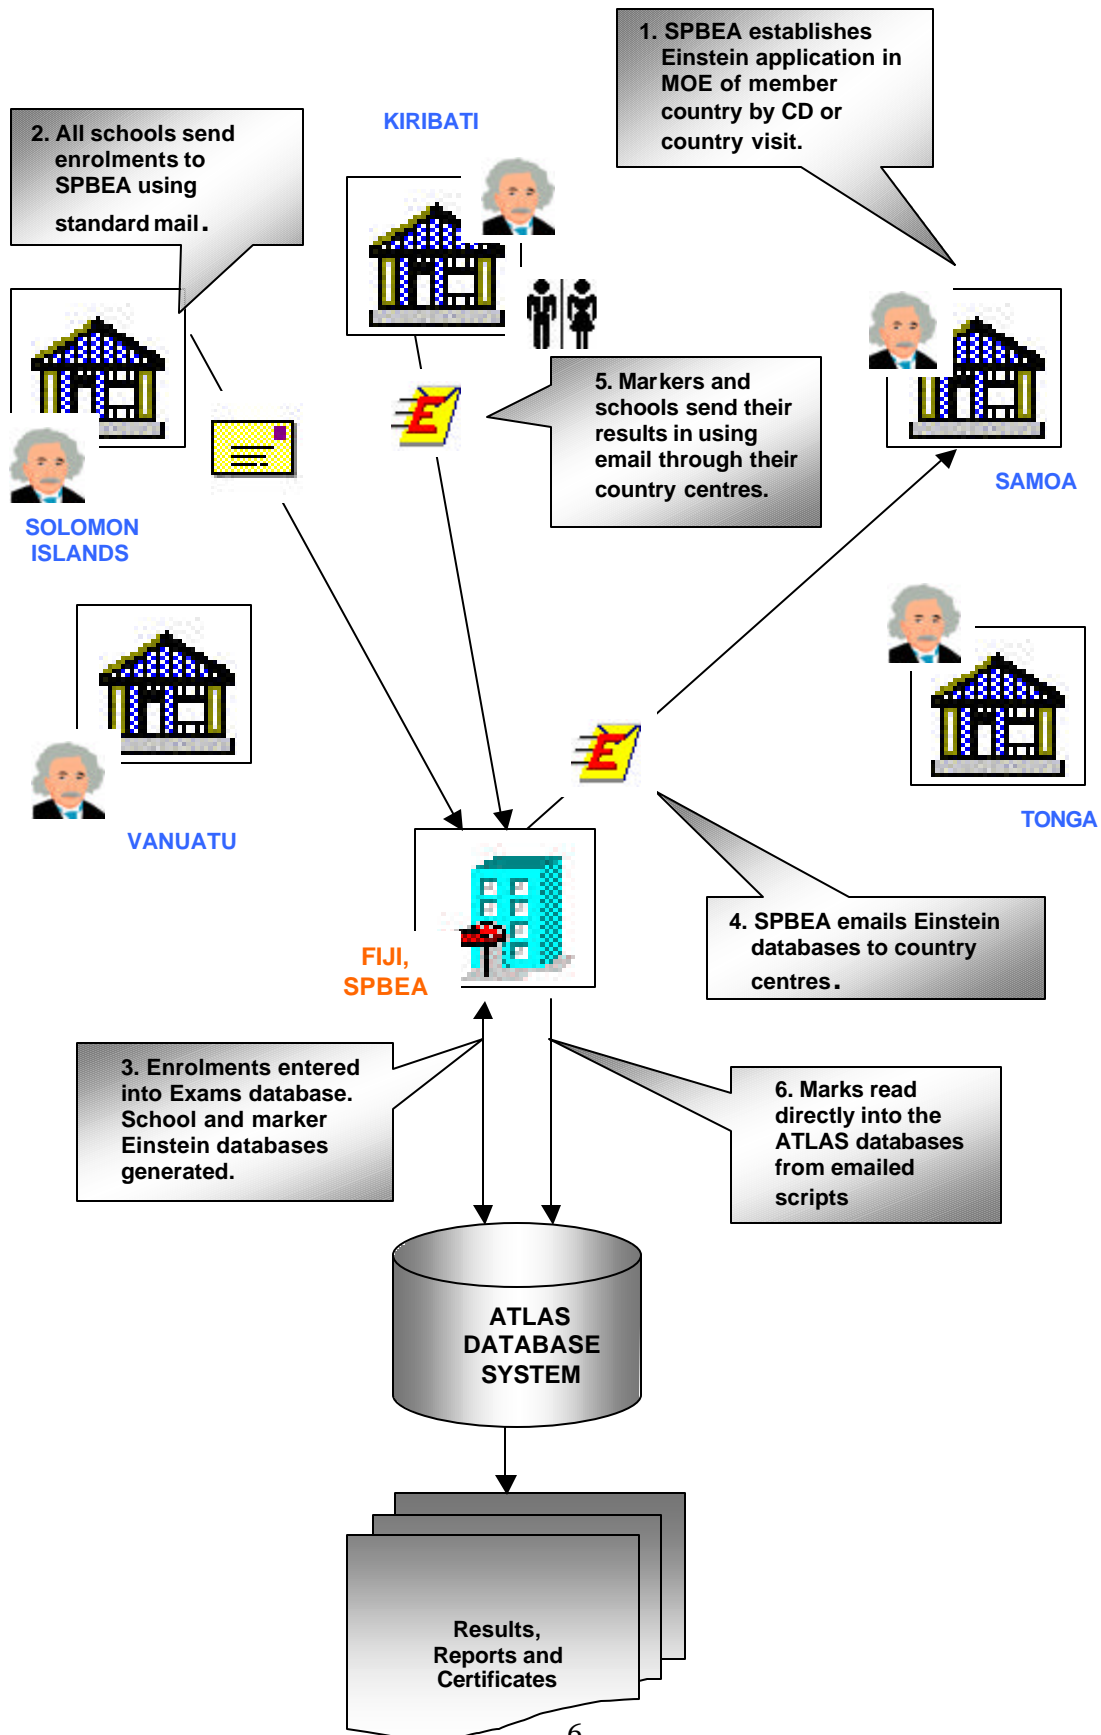 1. SPBEA establishes
Einstein application in
MOE of member
country by CD or
country visit.
2. All schools send
enrolments to
SPBEA using
standard mail.
KIRIBATI
5. Markers and
schools send their
results in using
email through their
country centres.
SAMOA
SOLOMON
ISLANDS
VANUATU
TONGA
4. SPBEA emails Einstein
databases to country
centres.
FIJI,
SPBEA
3. Enrolments entered
into Exams database.
School and marker
Einstein databases
generated.
6. Marks read
directly into the
ATLAS databases
from emailed
scripts
ATLAS
DATABASE
SYSTEM
Results,
Reports and
Certificates
6
E
E